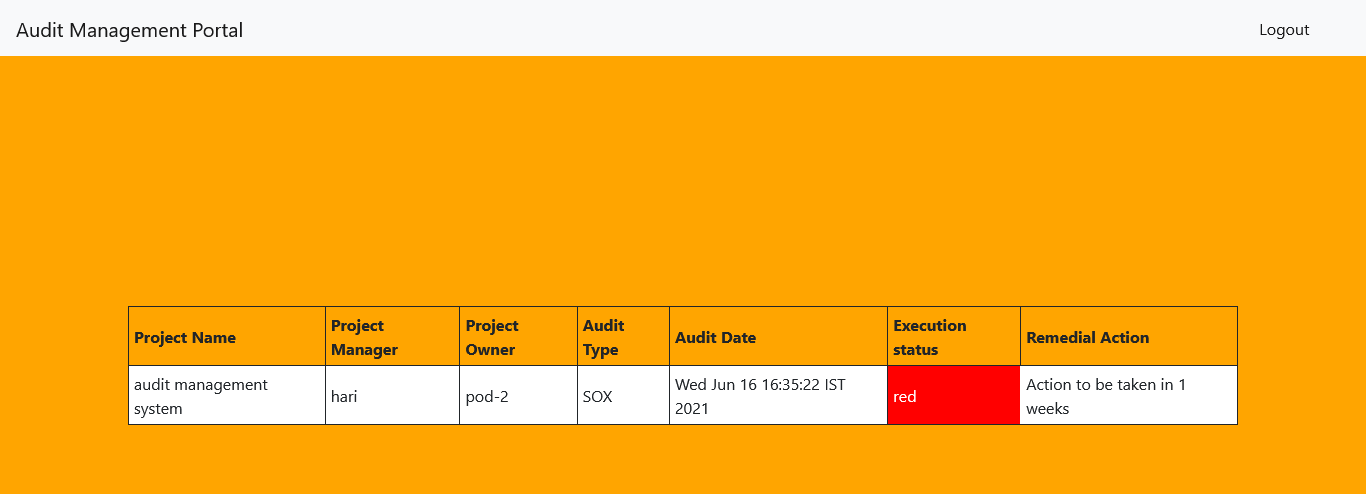 Audit Management Portal
Logout
Project Name
Project
Manager
Project
Owner
Audit
Type
Audit Date
Execution
status
Remedial Action
audit management
system
hari
pod-2
SOX
Wed Jun 16 16:35:22 IST
2021
red
Action to be taken in 1
weeks